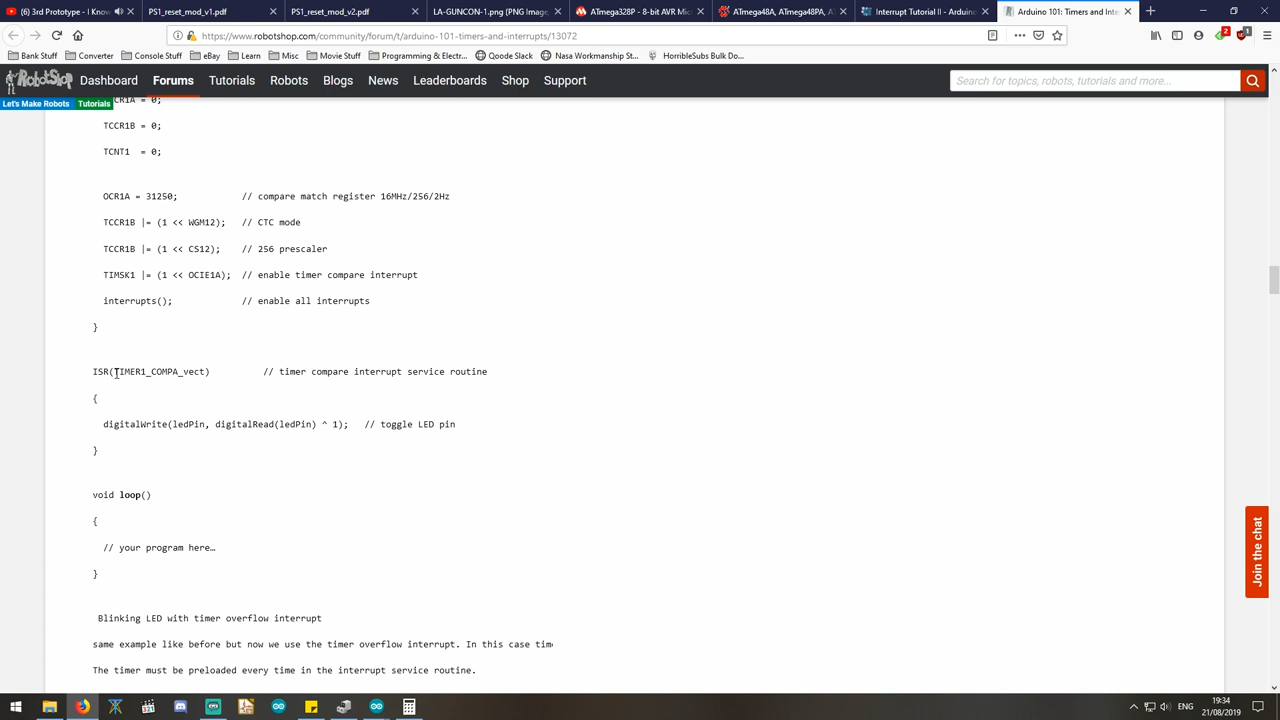 3rd Prototype - I Know
PS1_reset_mod_v1.pdf
PS1_reset_mod_v2.pdf
LA-GUNCON-1.png (PNG Image,
ATmega328P - 8-bit AVR Micr
ATmega48A, ATmega48PA, AT
Interrupt Tutorial II - Arduino
Arduino 101: Timers and Inte
https://www.robotshop.com/community/forum/t/arduino-101-timers-and-interrupts/13072
2
1
Bank Stuff
Converter
Console Stuff
eBay
Learn
Misc
Movie Stuff
Programming & Electr...
Qoode Slack
Nasa Workmanship St...
HorribleSubs Bulk Do...
RobotShop
Dashboard
Forums
Tutorials
Robots
Blogs
News
Leaderboards
Shop
Support
Search for topics, robots, tutorials and more...
Let's Make Robots
Tutorials
TCCR1A = 0;
TCCR1B = 0;
TCNT1  = 0;
OCR1A = 31250;            // compare match register 16MHz/256/2Hz
TCCR1B |= (1 << WGM12);   // CTC mode
TCCR1B |= (1 << CS12);    // 256 prescaler
TIMSK1 |= (1 << OCIE1A);  // enable timer compare interrupt
interrupts();             // enable all interrupts
}
ISR(TIMER1_COMPA_vect)          // timer compare interrupt service routine
{
digitalWrite(ledPin, digitalRead(ledPin) ^ 1);   // toggle LED pin
}
void loop()
{
// your program here…
}
Blinking LED with timer overflow interrupt
same example like before but now we use the timer overflow interrupt. In this case time
The timer must be preloaded every time in the interrupt service routine.
Join the chat
ENG
19:34
21/08/2019